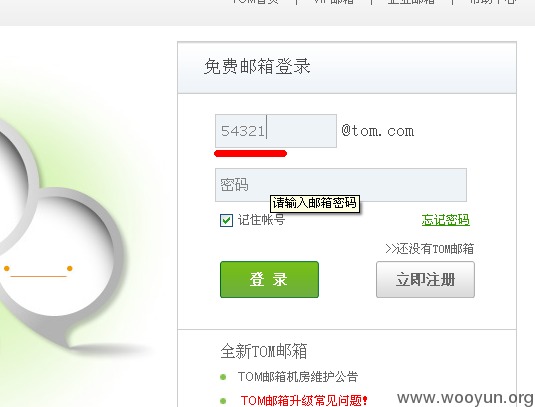 TOM首页 | VIP邮箱 | 企业邮箱 | 帮助中心
免费邮箱登录
54321 @tom.com
密码
请输入邮箱密码
记住帐号 忘记密码
>>还没有TOM邮箱
登 录 立即注册
全新TOM邮箱
TOM邮箱机房维护公告
TOM邮箱升级常见问题!
www.wooyun.org